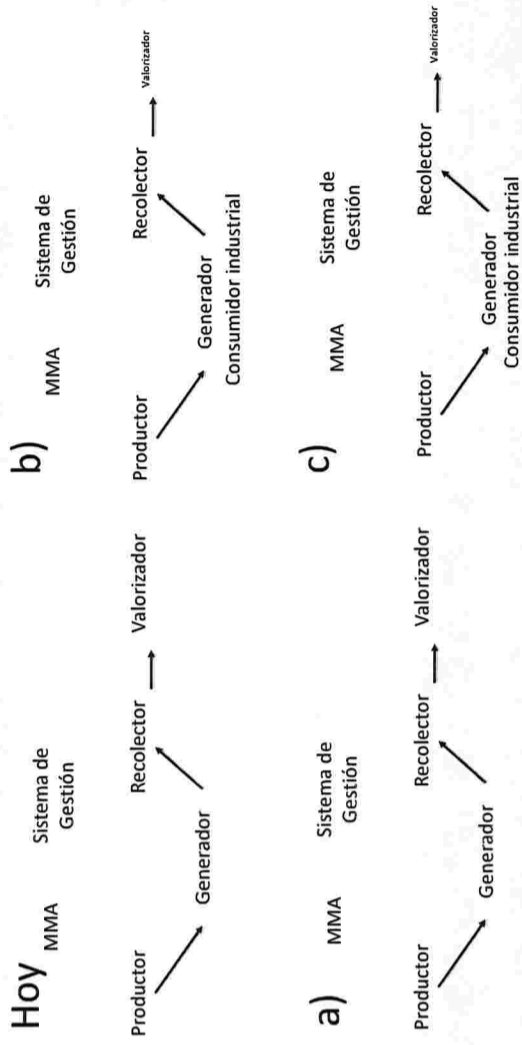 Hoy
MMA
Sistema de
Gestión
Productor
Generador
Recolector
Valorizador
a)
MMA
Sistema de
Gestión
Productor
Generador
Recolector
Valorizador
b)
MMA
Sistema de
Gestión
Productor
Generador
Consumidor industrial
Recolector
Valorizador
c)
MMA
Sistema de
Gestión
Productor
Generador
Consumidor industrial
Recolector
Valorizador